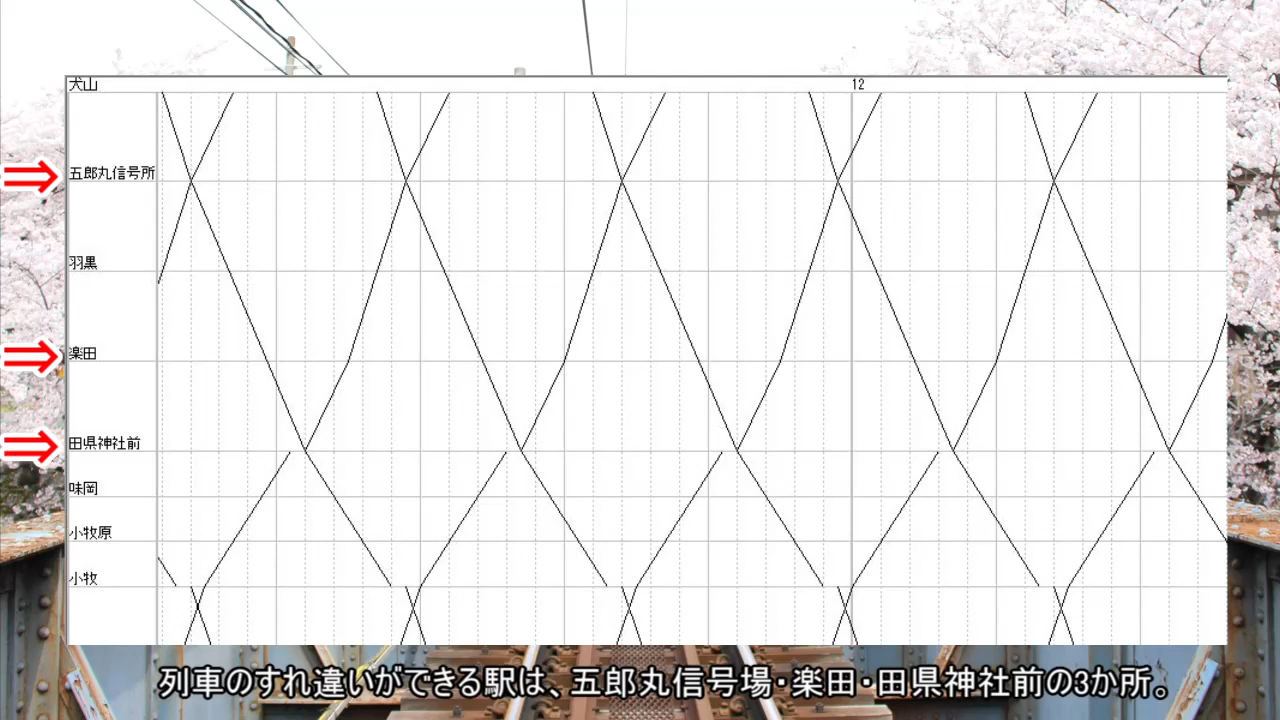 犬山
12
五郎丸信号所
羽黒
楽田
田県神社前
味岡
小牧原
小牧
列車のすれ違いができる駅は、五郎丸信号場・楽田・田県神社前の3か所。